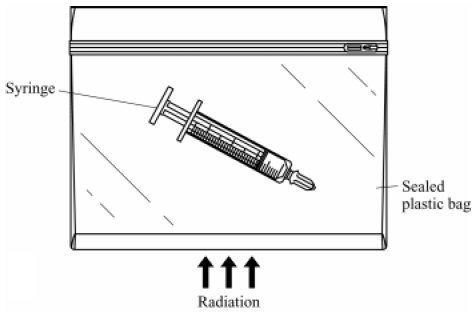 Syringe
Sealed
plastic bag
Radiation